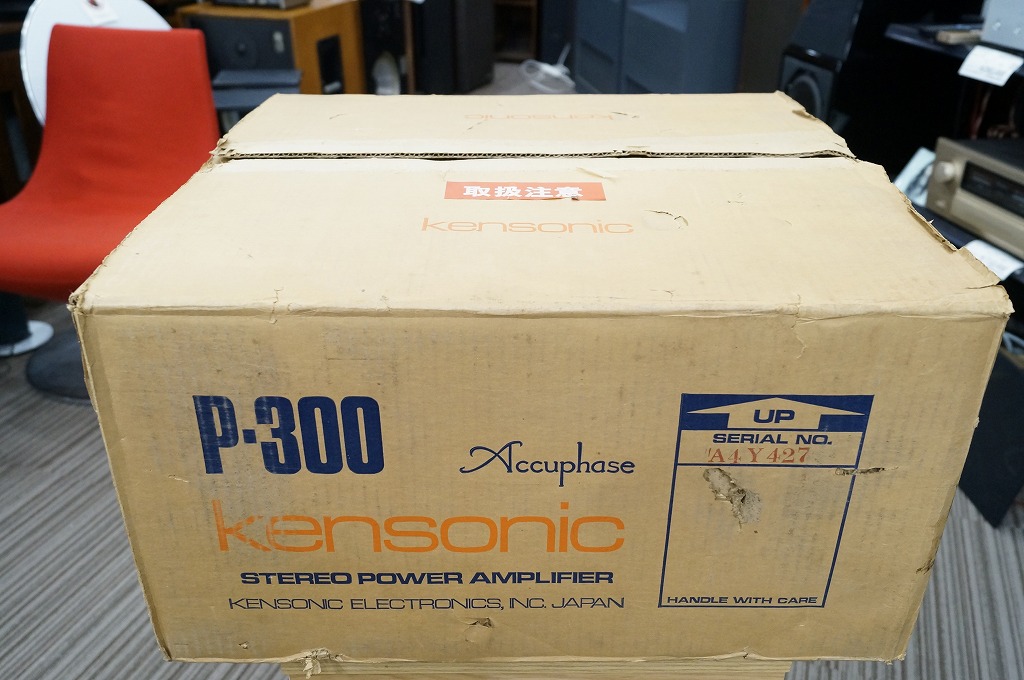 kensonic
取扱注意
kensonic
P-300
Accuphase
kensonic
STEREO POWER AMPLIFIER
KENSONIC ELECTRONICS, INC. JAPAN
UP
SERIAL NO.
A4Y427
HANDLE WITH CARE